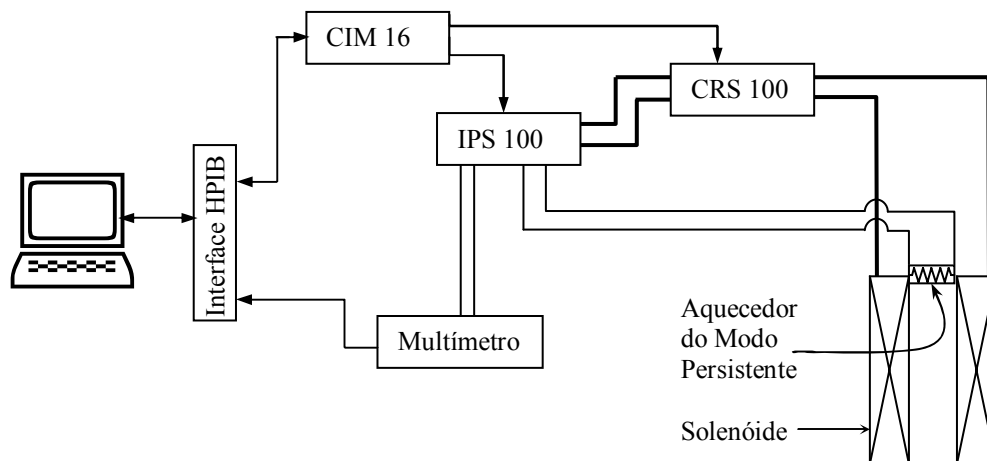 CIM 16
CRS 100
IPS 100
Interface HPIB
Multímetro
Aquecedor
do Modo
Persistente
Solenóide